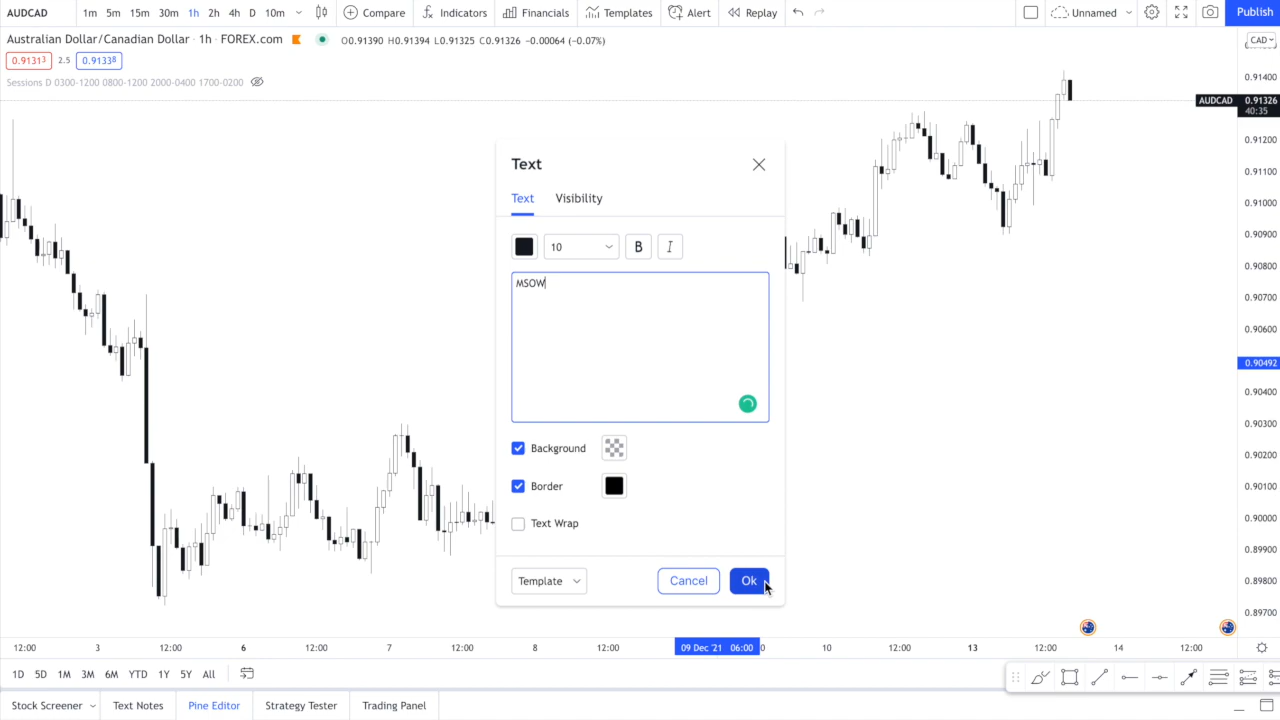 AUDCAD 1m 5m 15m 30m 1h 2h 4h D 10m Compare Indicators Financials Templates Alert Replay Unnamed Publish
Australian Dollar/Canadian Dollar · 1h · FOREX.com O0.91390 H0.91394 L0.91325 C0.91326 -0.00064 (-0.07%) CAD
0.91313 2.5 0.91338
Sessions D 0300-1200 0800-1200 2000-0400 1700-0200
0.91400
AUDCAD 0.91326
40:35
0.91200
0.91100
0.91000
0.90900
0.90800
0.90700
0.90600
0.90492
0.90400
0.90300
0.90200
0.90100
0.90000
0.89900
0.89800
0.89700
Text
Text Visibility
10 B I
MSOW
Background
Border
Text Wrap
Template Cancel Ok
12:00 3 12:00 6 12:00 7 12:00 8 12:00 09 Dec '21 06:00 0 10 12:00 12:00 13 12:00 14 12:00
1D 5D 1M 3M 6M YTD 1Y 5Y All
Stock Screener Text Notes Pine Editor Strategy Tester Trading Panel